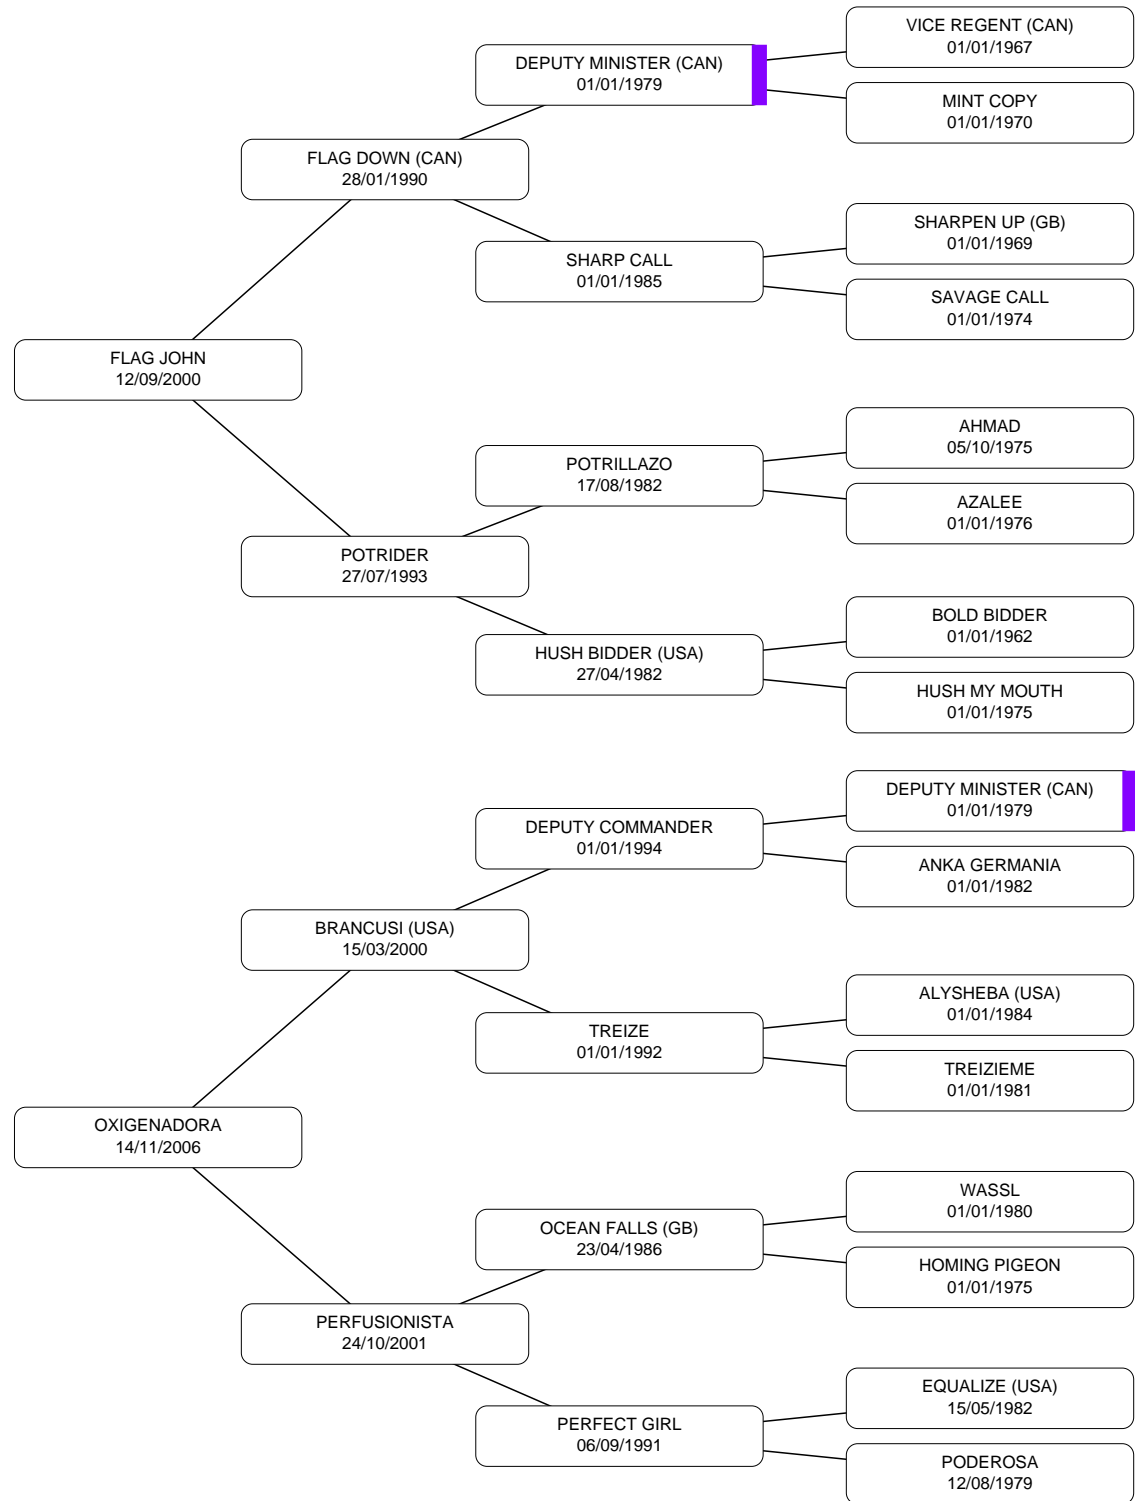 VICE REGENT (CAN)
01/01/1967
DEPUTY MINISTER (CAN)
01/01/1979
MINT COPY
01/01/1970
FLAG DOWN (CAN)
28/01/1990
SHARPEN UP (GB)
01/01/1969
SHARP CALL
01/01/1985
SAVAGE CALL
01/01/1974
FLAG JOHN
12/09/2000
AHMAD
05/10/1975
POTRILLAZO
17/08/1982
AZALEE
01/01/1976
POTRIDER
27/07/1993
BOLD BIDDER
01/01/1962
HUSH BIDDER (USA)
27/04/1982
HUSH MY MOUTH
01/01/1975
DEPUTY MINISTER (CAN)
01/01/1979
DEPUTY COMMANDER
01/01/1994
ANKA GERMANIA
01/01/1982
BRANCUSI (USA)
15/03/2000
ALYSHEBA (USA)
01/01/1984
TREIZE
01/01/1992
TREIZIEME
01/01/1981
OXIGENADORA
14/11/2006
WASSL
01/01/1980
OCEAN FALLS (GB)
23/04/1986
HOMING PIGEON
01/01/1975
PERFUSIONISTA
24/10/2001
EQUALIZE (USA)
15/05/1982
PERFECT GIRL
06/09/1991
PODEROSA
12/08/1979